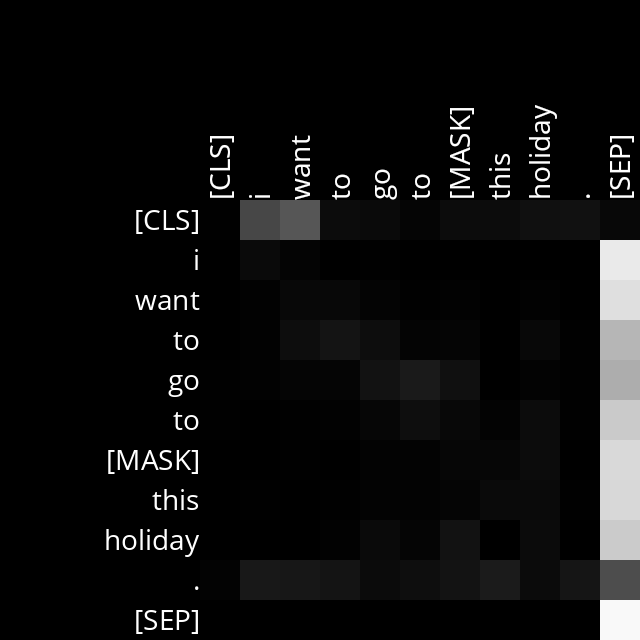 [CLS] i want to go to [MASK] this holiday . [SEP]
[CLS]
i
want
to
go
to
[MASK]
this
holiday
.
[SEP]